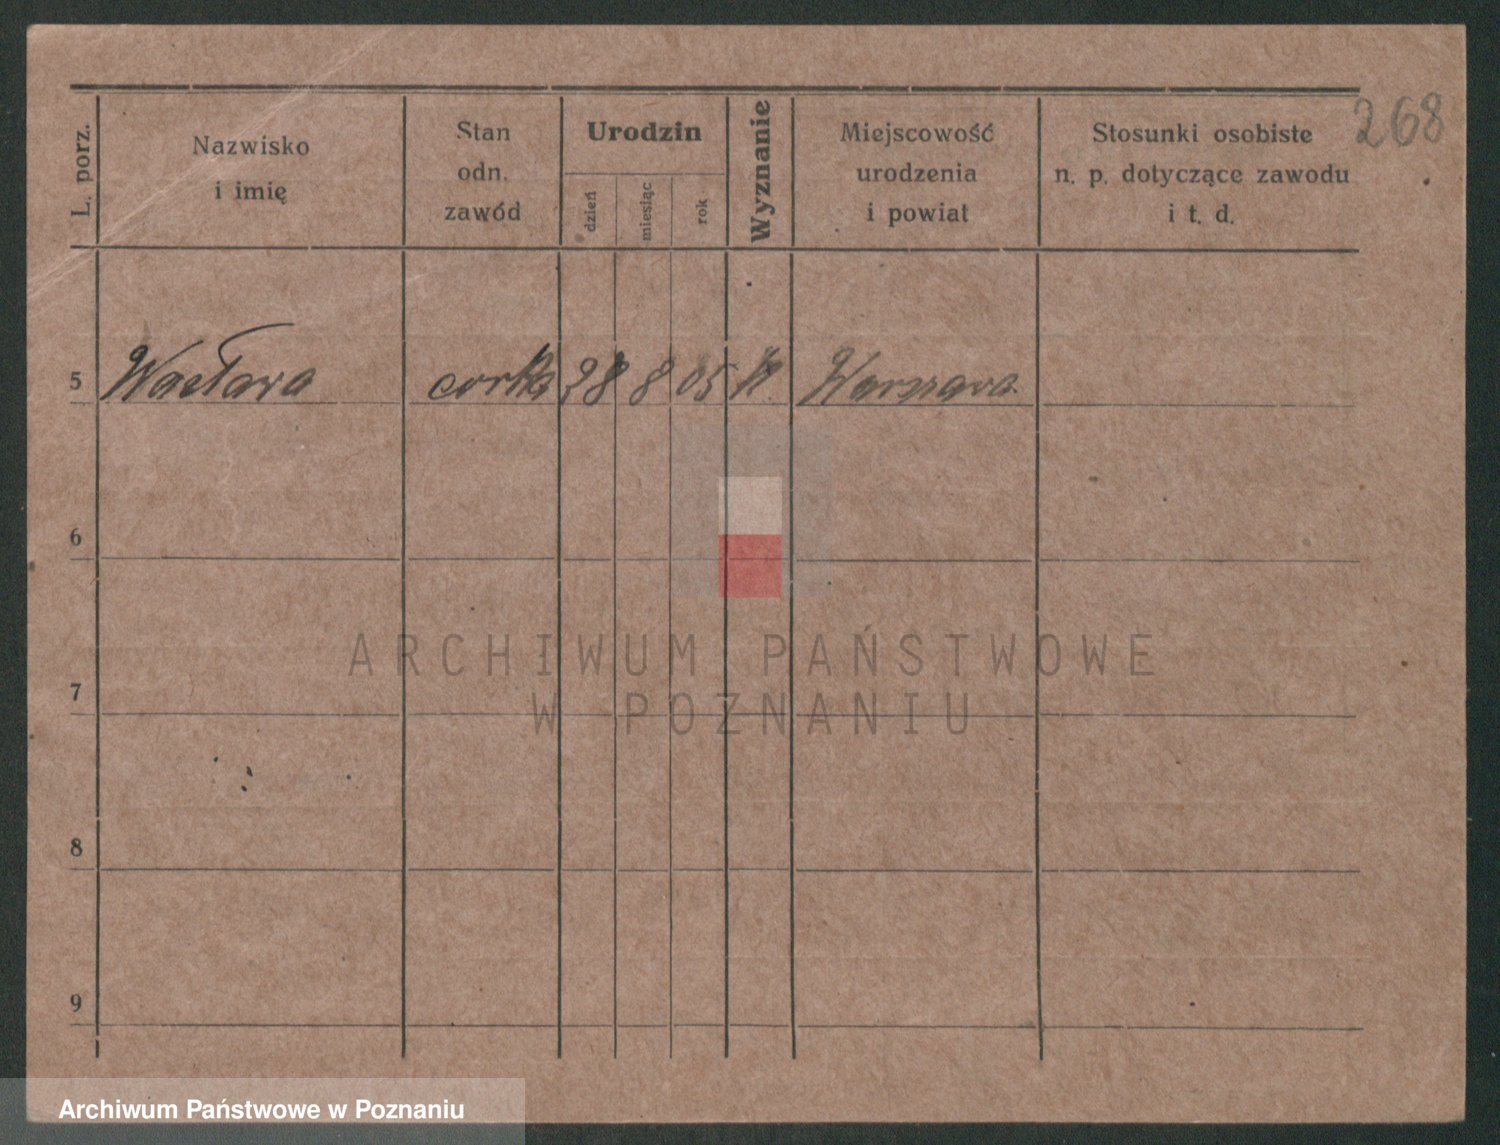 268
L. porz.
Nazwisko
i imię
Stan
odn.
zawód
Urodzin
dzień
miesiąc
rok
Wyznanie
Miejscowość
urodzenia
i powiat
Stosunki osobiste
n. p. dotyczące zawodu
i t. d.
5 Wacława corka 28 8 05 k. Warszawa.
6
7
8
9
ARCHIWUM PAŃSTWOWE
W POZNANIU
Archiwum Państwowe w Poznaniu